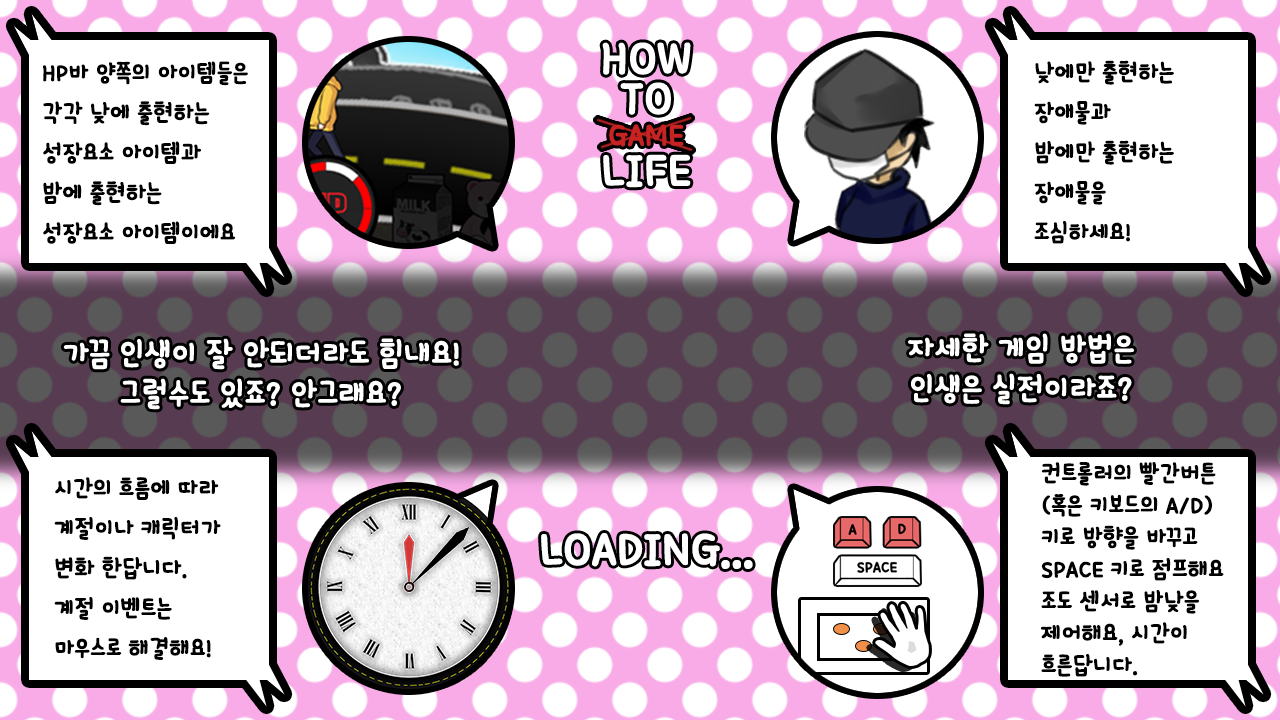 HP바 양쪽의 아이템들은
각각 낮에 출현하는
성장요소 아이템과
밤에 출현하는
성장요소 아이템이에요
MILK
HOW
TO
GAME
LIFE
낮에만 출현하는
장애물과
밤에만 출현하는
장애물을
조심하세요!
가끔 인생이 잘 안되더라도 힘내요!
그럴수도 있죠? 안그래요?
자세한 게임 방법은
인생은 실전이라죠?
시간의 흐름에 따라
계절이나 캐릭터가
변화 한답니다.
계절 이벤트는
마우스로 해결해요!
XII
I
II
III
IV
V
VI
VII
VIII
IX
X
XI
LOADING...
A D
SPACE
컨트롤러의 빨간버튼
(혹은 키보드의 A/D)
키로 방향을 바꾸고
SPACE 키로 점프해요
조도 센서로 밤낮을
제어해요, 시간이
흐른답니다.